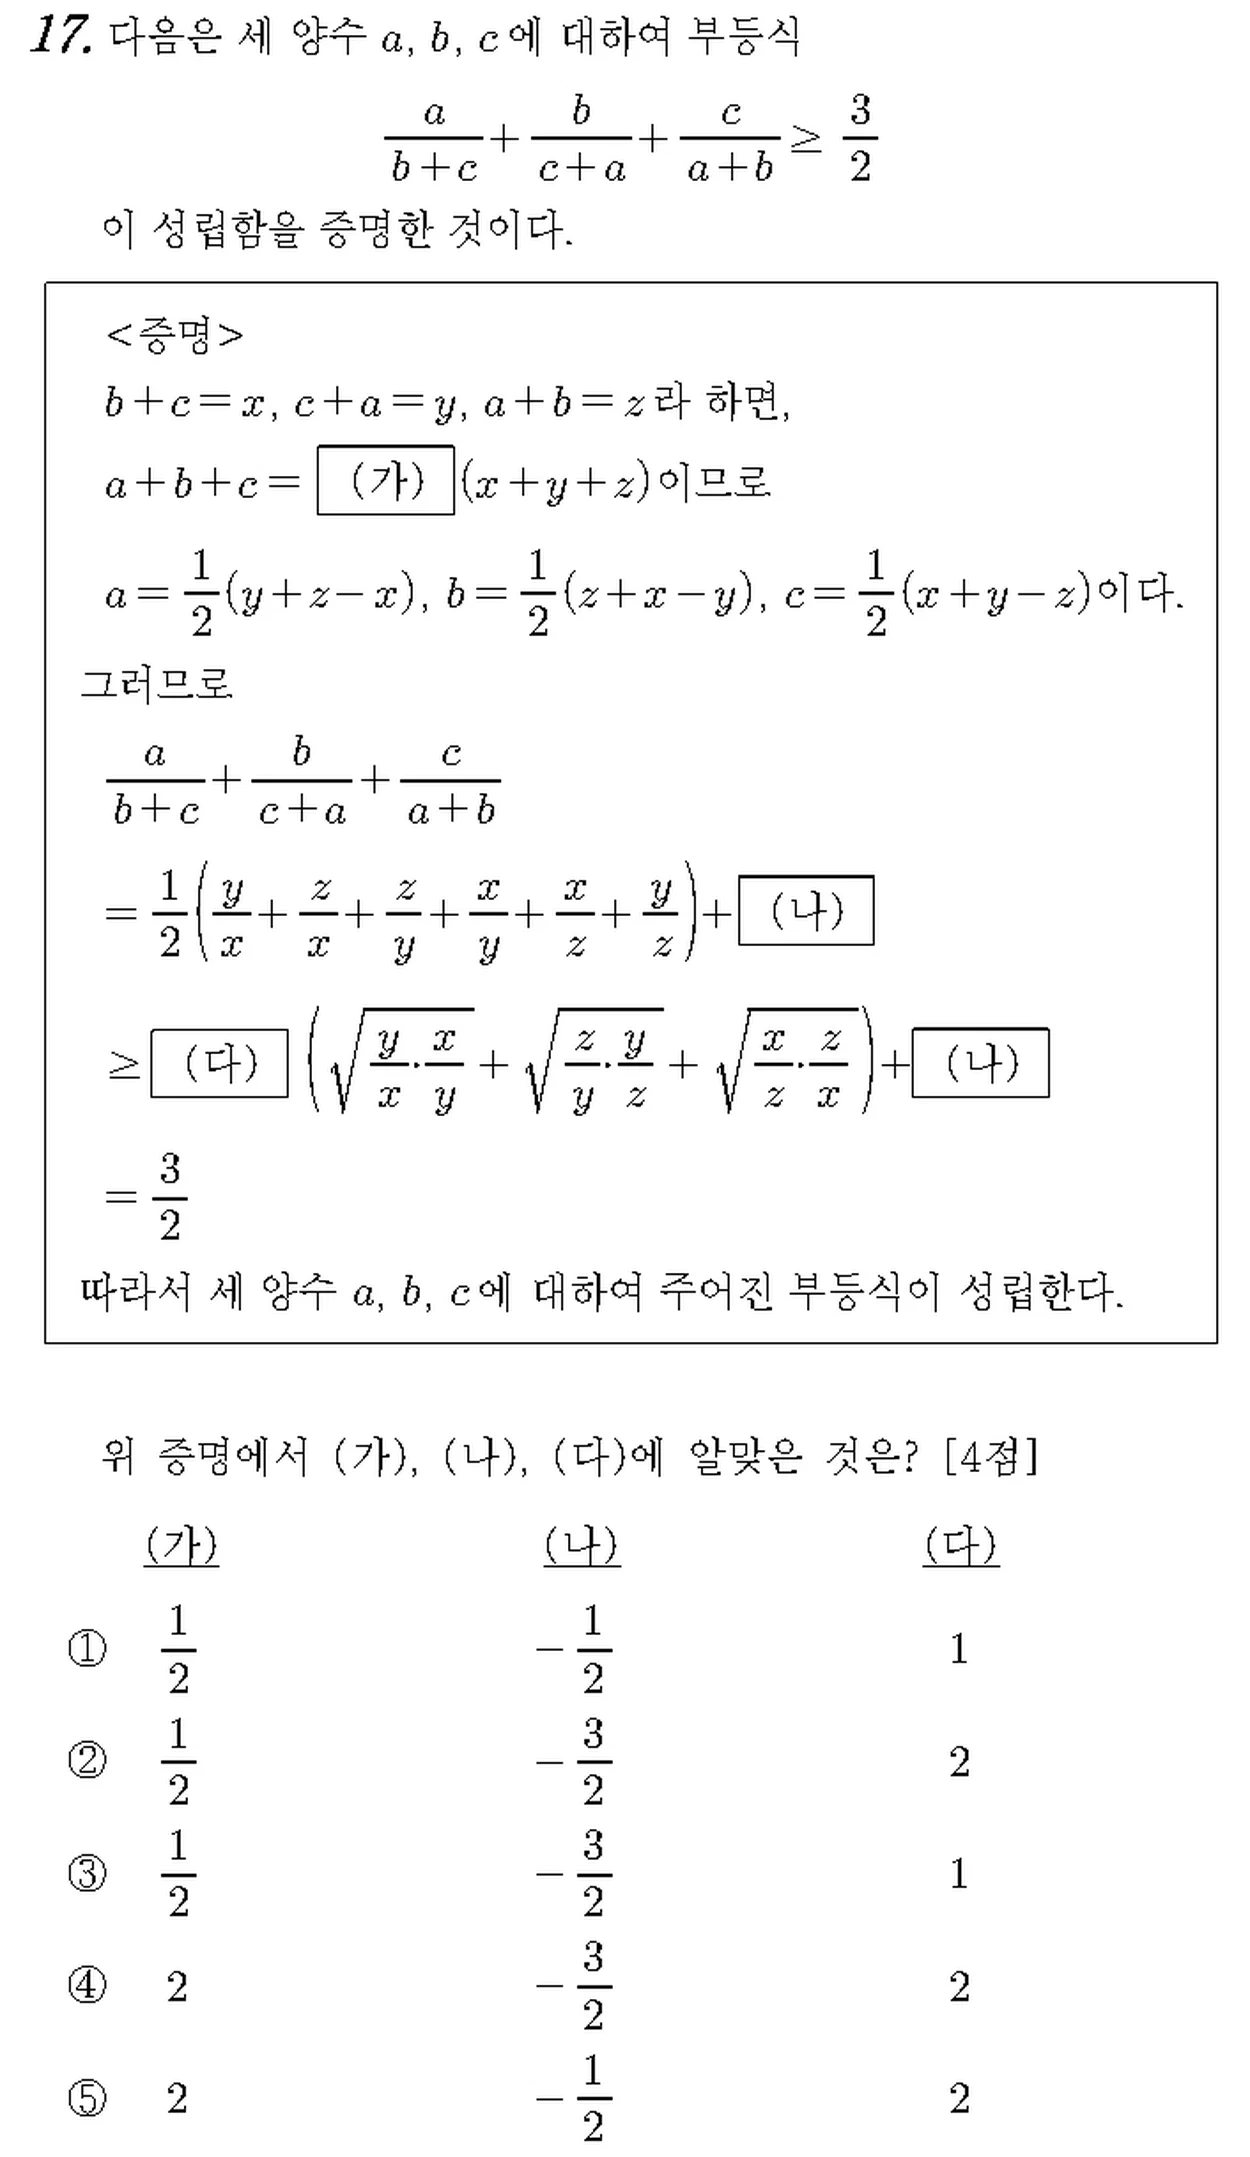 17. 다음은 세 양수 a, b, c에 대하여 부등식
a/(b+c) + b/(c+a) + c/(a+b) ≥ 3/2
이 성립함을 증명한 것이다.
<증명>
b+c=x, c+a=y, a+b=z라 하면,
a+b+c= (가) (x+y+z)이므로
a=1/2(y+z-x), b=1/2(z+x-y), c=1/2(x+y-z)이다.
그러므로
a/(b+c) + b/(c+a) + c/(a+b)
=1/2(y/x + z/x + z/y + x/y + x/z + y/z)+ (나)
≥ (다) (√(y/x·x/y) + √(z/y·y/z) + √(x/z·z/x))+ (나)
=3/2
따라서 세 양수 a, b, c에 대하여 주어진 부등식이 성립한다.
위 증명에서 (가), (나), (다)에 알맞은 것은? [4점]
(가) (나) (다)
① 1/2 -1/2 1
② 1/2 -3/2 2
③ 1/2 -3/2 1
④ 2 -3/2 2
⑤ 2 -1/2 2